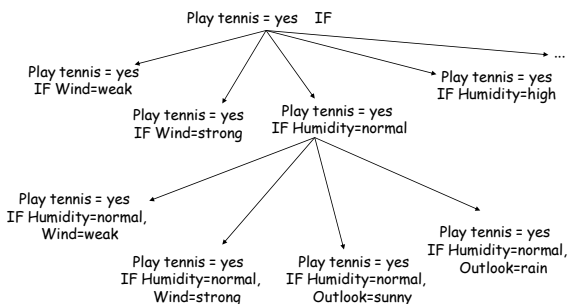 Play tennis = yes IF
...
Play tennis = yes
IF Wind=weak
Play tennis = yes
IF Wind=strong
Play tennis = yes
IF Humidity=normal
Play tennis = yes
IF Humidity=high
Play tennis = yes
IF Humidity=normal,
Wind=weak
Play tennis = yes
IF Humidity=normal,
Wind=strong
Play tennis = yes
IF Humidity=normal,
Outlook=sunny
Play tennis = yes
IF Humidity=normal,
Outlook=rain